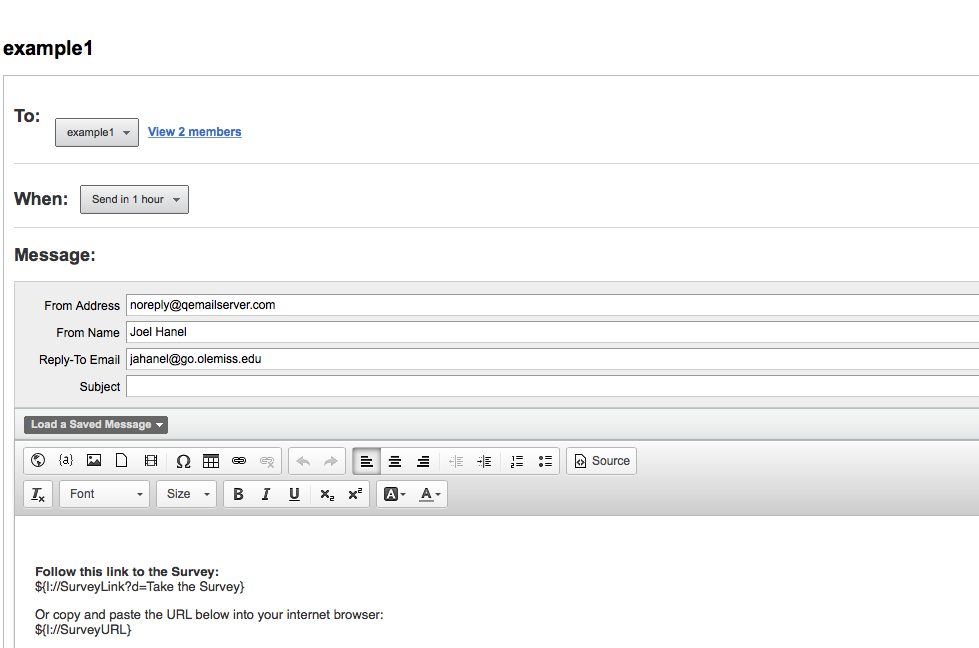 example1
To:
example1 View 2 members
When: Send in 1 hour
Message:
From Address noreply@qemailserver.com
From Name Joel Hanel
Reply-To Email jahanel@go.olemiss.edu
Subject
Load a Saved Message
{a} Ω Source
Tx Font Size B I U x₂ x² A A
Follow this link to the Survey:
${l://SurveyLink?d=Take the Survey}
Or copy and paste the URL below into your internet browser:
${l://SurveyURL}